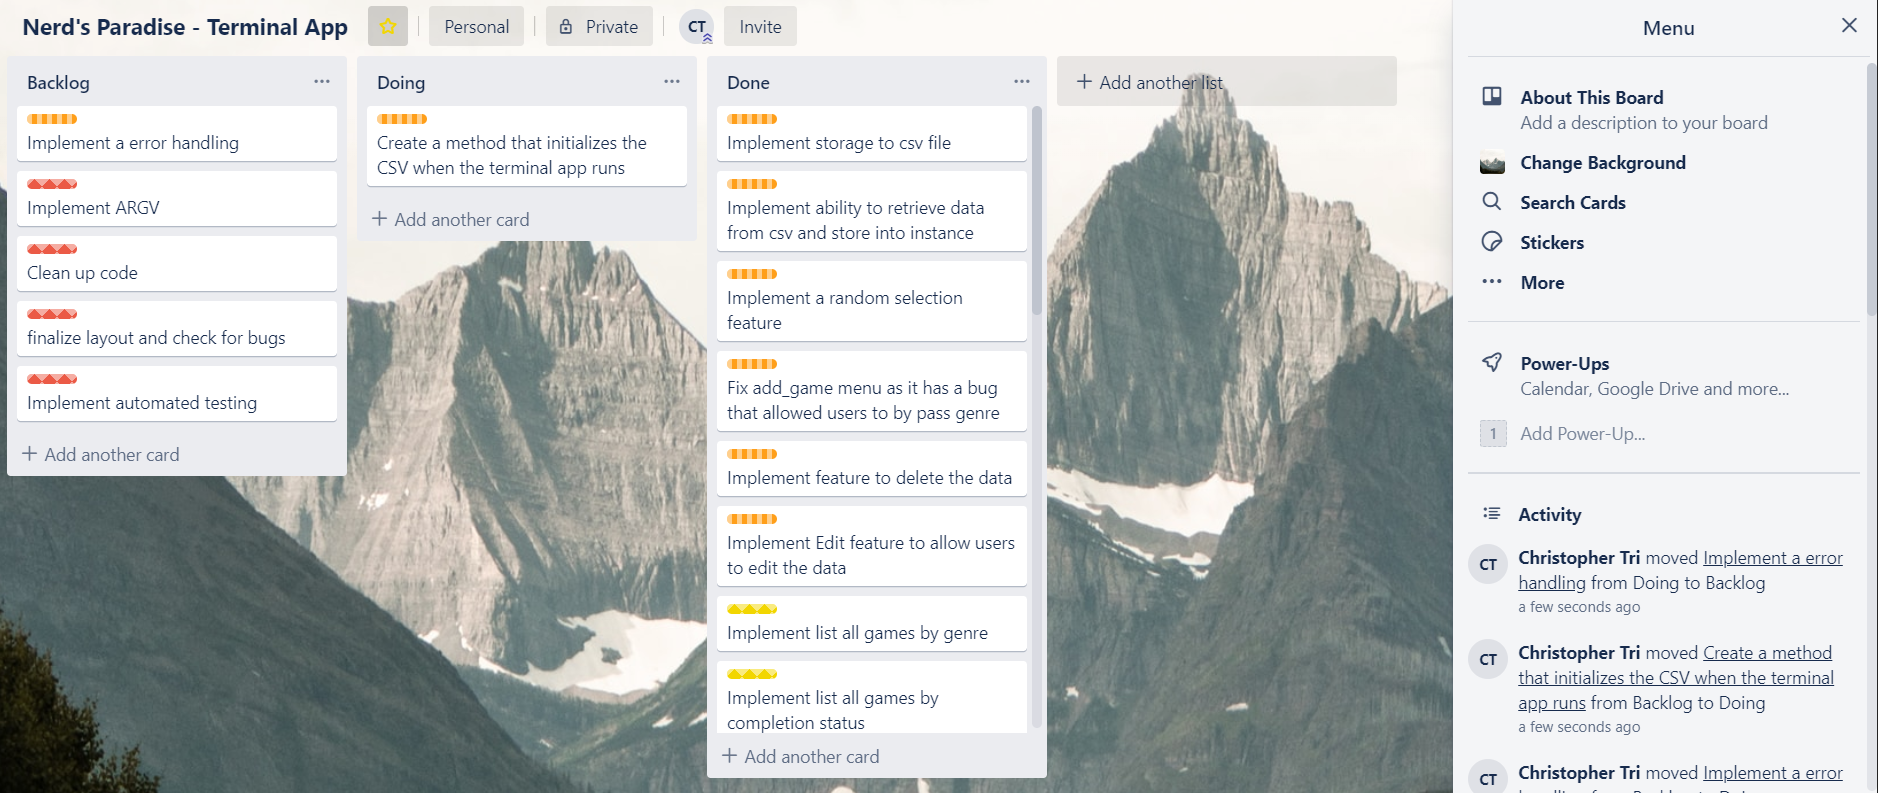 Nerd's Paradise - Terminal App
Personal
Private
CT
Invite
Backlog
Implement a error handling
Implement ARGV
Clean up code
finalize layout and check for bugs
Implement automated testing
Add another card
Doing
Create a method that initializes the
CSV when the terminal app runs
Add another card
Done
Implement storage to csv file
Implement ability to retrieve data
from csv and store into instance
Implement a random selection
feature
Fix add_game menu as it has a bug
that allowed users to by pass genre
Implement feature to delete the data
Implement Edit feature to allow users
to edit the data
Implement list all games by genre
Implement list all games by
completion status
Add another card
Add another list
Menu
About This Board
Add a description to your board
Change Background
Search Cards
Stickers
More
Power-Ups
Calendar, Google Drive and more...
1
Add Power-Up...
Activity
CT
Christopher Tri moved Implement a error
handling from Doing to Backlog
a few seconds ago
CT
Christopher Tri moved Create a method
that initializes the CSV when the terminal
app runs from Backlog to Doing
a few seconds ago
CT
Christopher Tri moved Implement a error